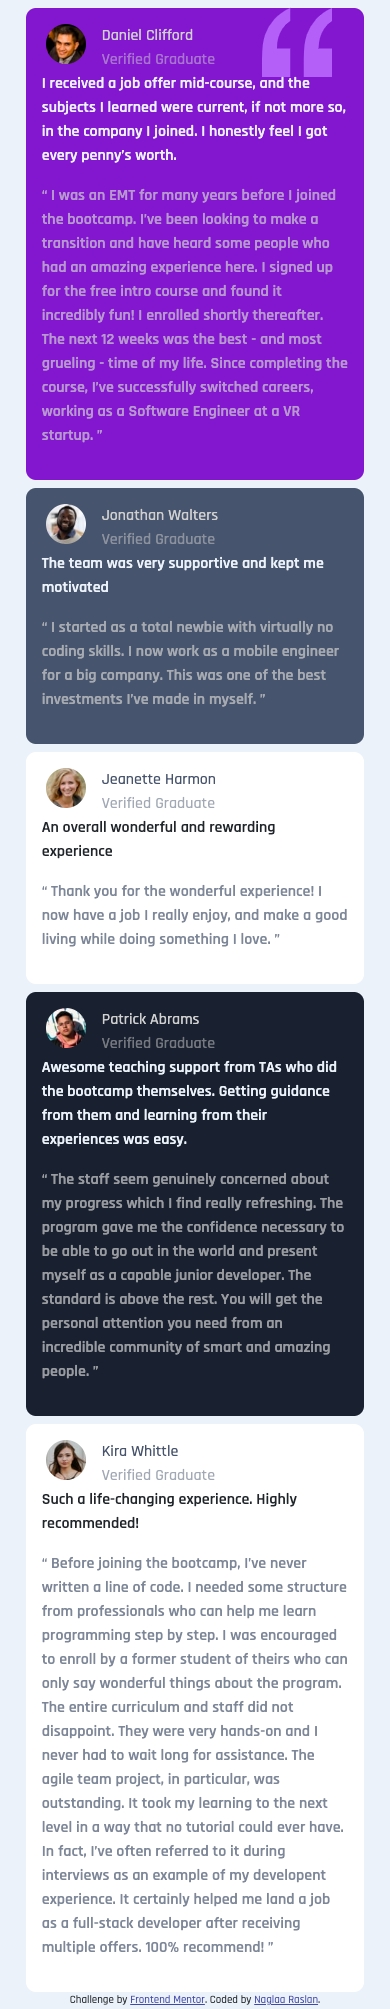 Daniel Clifford
Verified Graduate
I received a job offer mid-course, and the
subjects I learned were current, if not more so,
in the company I joined. I honestly feel I got
every penny’s worth.
“ I was an EMT for many years before I joined
the bootcamp. I’ve been looking to make a
transition and have heard some people who
had an amazing experience here. I signed up
for the free intro course and found it
incredibly fun! I enrolled shortly thereafter.
The next 12 weeks was the best - and most
grueling - time of my life. Since completing the
course, I’ve successfully switched careers,
working as a Software Engineer at a VR
startup. ”
Jonathan Walters
Verified Graduate
The team was very supportive and kept me
motivated
“ I started as a total newbie with virtually no
coding skills. I now work as a mobile engineer
for a big company. This was one of the best
investments I’ve made in myself. ”
Jeanette Harmon
Verified Graduate
An overall wonderful and rewarding
experience
“ Thank you for the wonderful experience! I
now have a job I really enjoy, and make a good
living while doing something I love. ”
Patrick Abrams
Verified Graduate
Awesome teaching support from TAs who did
the bootcamp themselves. Getting guidance
from them and learning from their
experiences was easy.
“ The staff seem genuinely concerned about
my progress which I find really refreshing. The
program gave me the confidence necessary to
be able to go out in the world and present
myself as a capable junior developer. The
standard is above the rest. You will get the
personal attention you need from an
incredible community of smart and amazing
people. ”
Kira Whittle
Verified Graduate
Such a life-changing experience. Highly
recommended!
“ Before joining the bootcamp, I’ve never
written a line of code. I needed some structure
from professionals who can help me learn
programming step by step. I was encouraged
to enroll by a former student of theirs who can
only say wonderful things about the program.
The entire curriculum and staff did not
disappoint. They were very hands-on and I
never had to wait long for assistance. The
agile team project, in particular, was
outstanding. It took my learning to the next
level in a way that no tutorial could ever have.
In fact, I’ve often referred to it during
interviews as an example of my developent
experience. It certainly helped me land a job
as a full-stack developer after receiving
multiple offers. 100% recommend! ”
Challenge by Frontend Mentor. Coded by Naglaa Raslan.